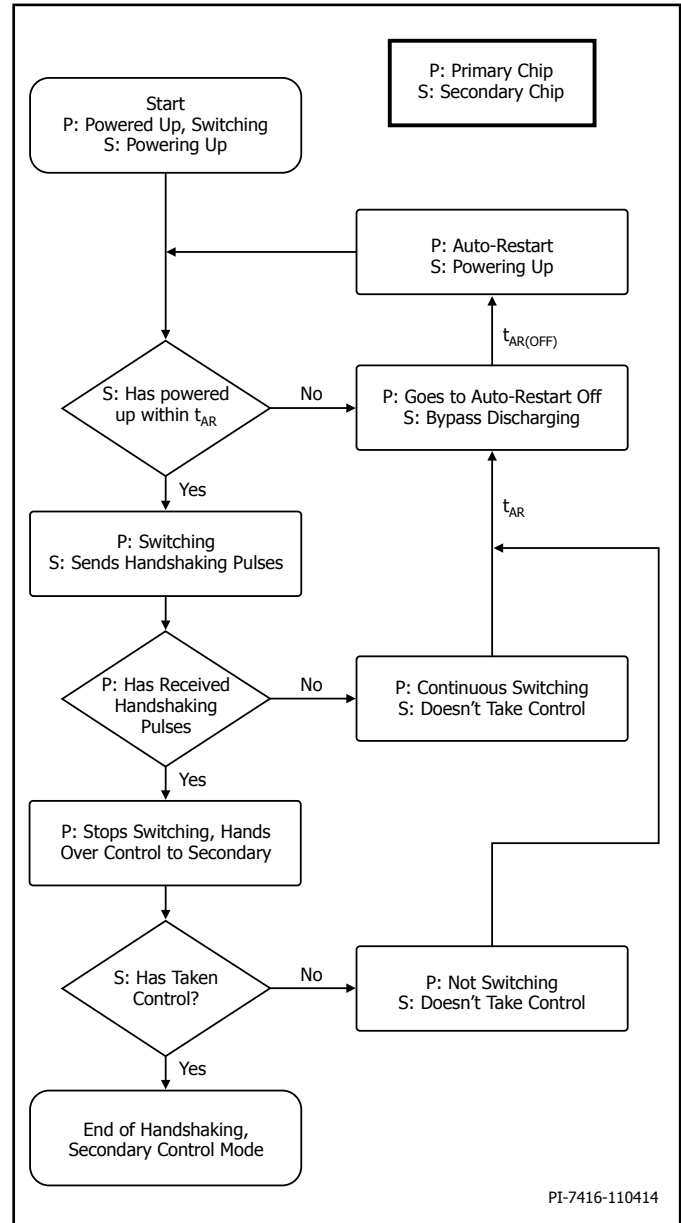 P: Primary Chip
S: Secondary Chip
Start
P: Powered Up, Switching
S: Powering Up
P: Auto-Restart
S: Powering Up
tAR(OFF)
S: Has powered
up within tAR
No
P: Goes to Auto-Restart Off
S: Bypass Discharging
Yes
tAR
P: Switching
S: Sends Handshaking Pulses
P: Has Received
Handshaking
Pulses
No
P: Continuous Switching
S: Doesn't Take Control
Yes
P: Stops Switching, Hands
Over Control to Secondary
S: Has Taken
Control?
No
P: Not Switching
S: Doesn't Take Control
Yes
End of Handshaking,
Secondary Control Mode
PI-7416-110414